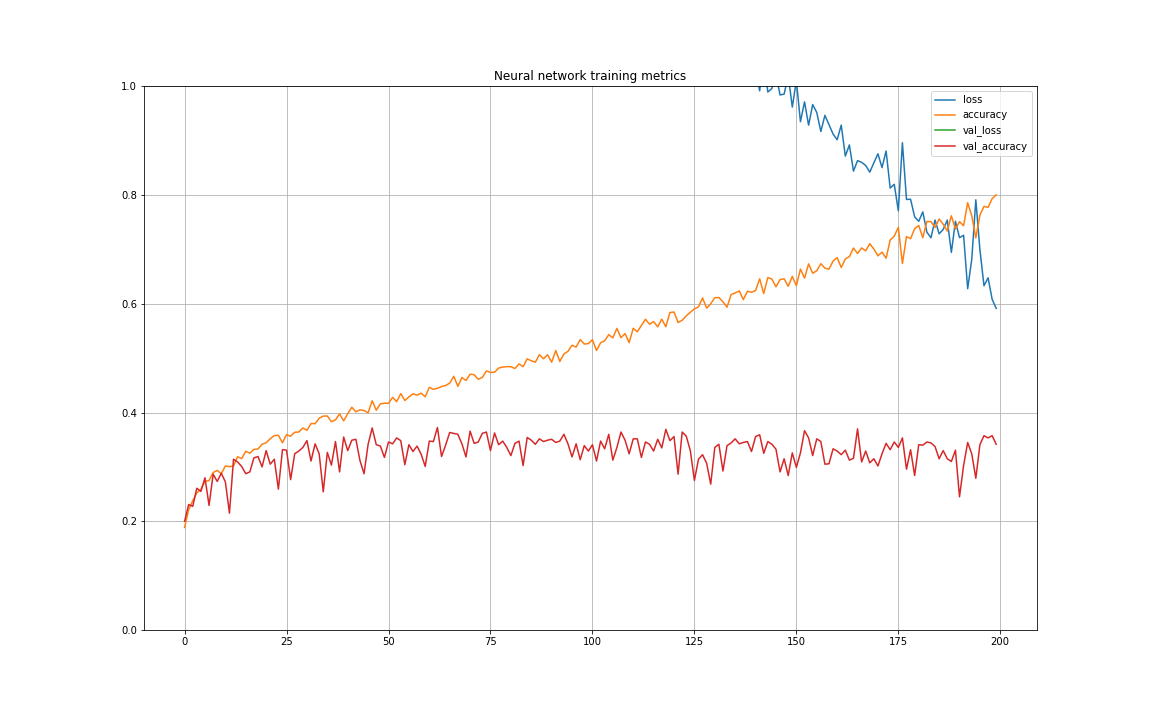 Neural network training metrics
1.0
loss
accuracy
val_loss
val_accuracy
0.8
0.6
0.4
0.2
0.0
0 25 50 75 100 125 150 175 200